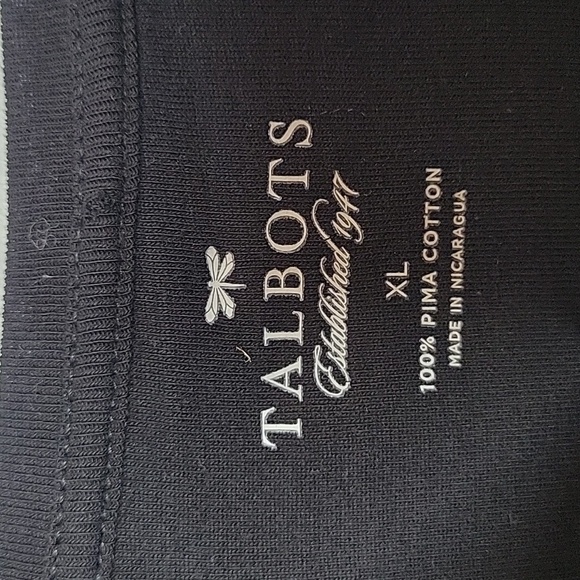 TALBOTS
Established 1947
XL
100% PIMA COTTON
MADE IN NICARAGUA